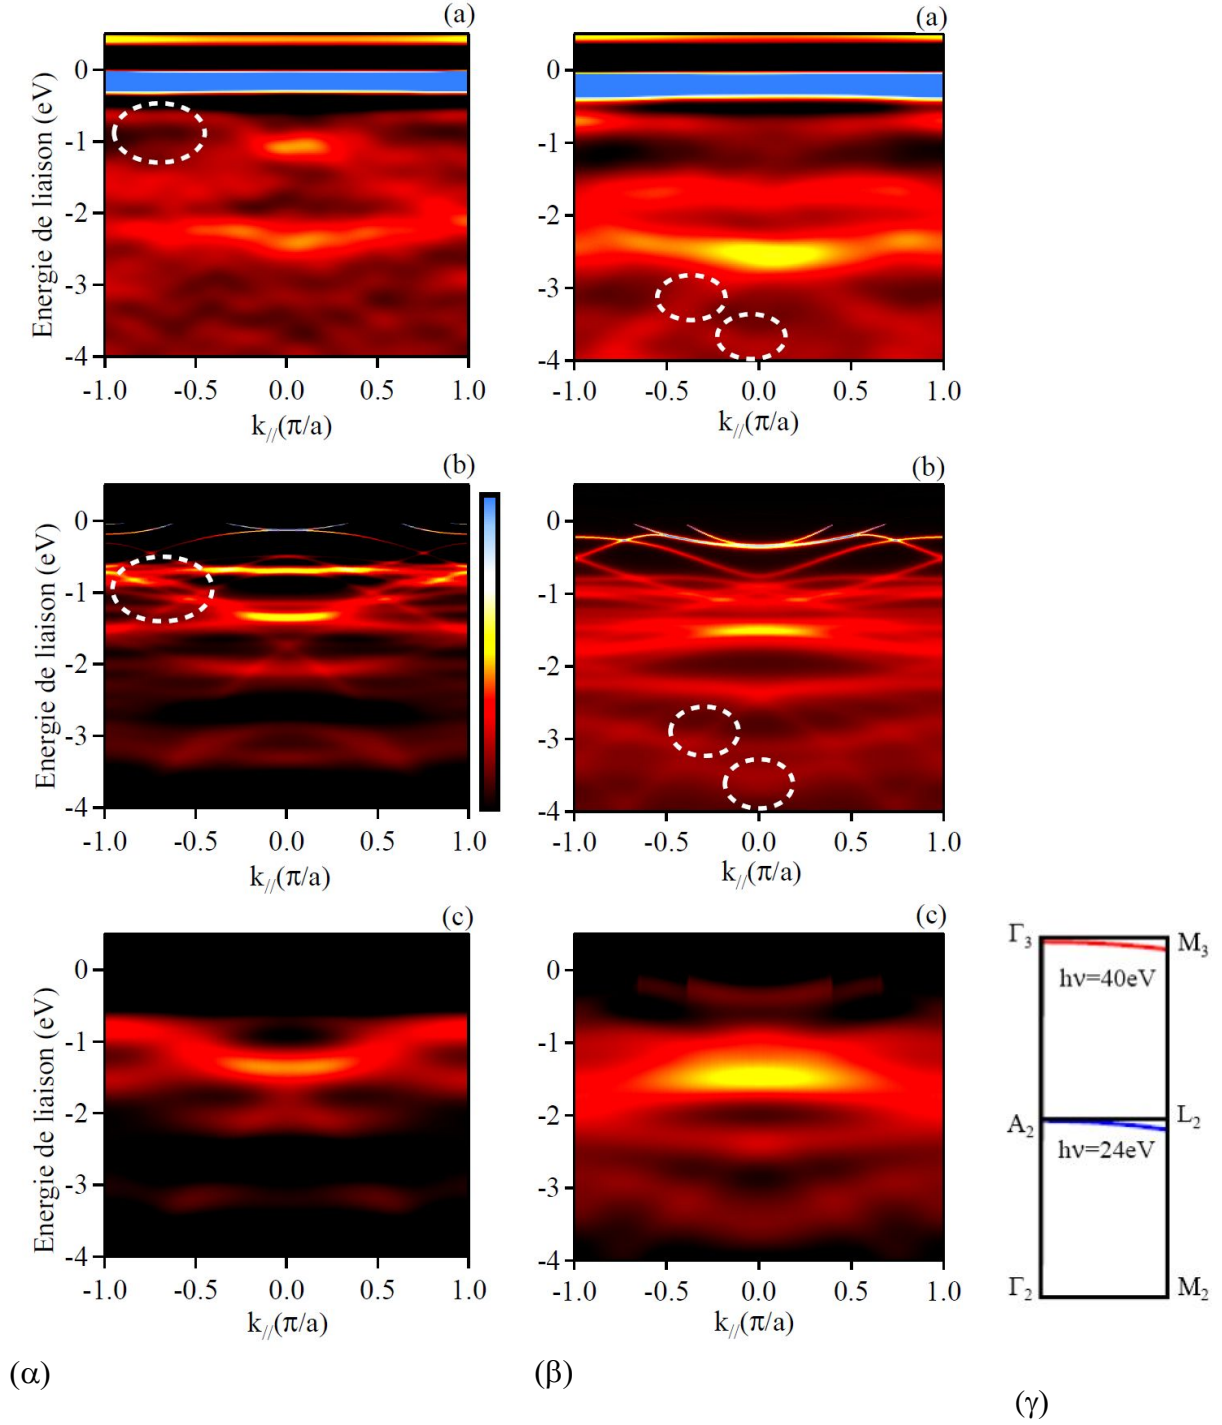 (a)
Energie de liaison (eV)
0
-1
-2
-3
-4
-1.0 -0.5 0.0 0.5 1.0
k//(π/a)
(a)
0
-1
-2
-3
-4
-1.0 -0.5 0.0 0.5 1.0
k//(π/a)
(b)
Energie de liaison (eV)
0
-1
-2
-3
-4
-1.0 -0.5 0.0 0.5 1.0
k//(π/a)
(b)
0
-1
-2
-3
-4
-1.0 -0.5 0.0 0.5 1.0
k//(π/a)
(c)
Energie de liaison (eV)
0
-1
-2
-3
-4
-1.0 -0.5 0.0 0.5 1.0
k//(π/a)
(c)
0
-1
-2
-3
-4
-1.0 -0.5 0.0 0.5 1.0
k//(π/a)
Γ3 M3
hν=40eV
A2 L2
hν=24eV
Γ2 M2
(α) (β)
(γ)